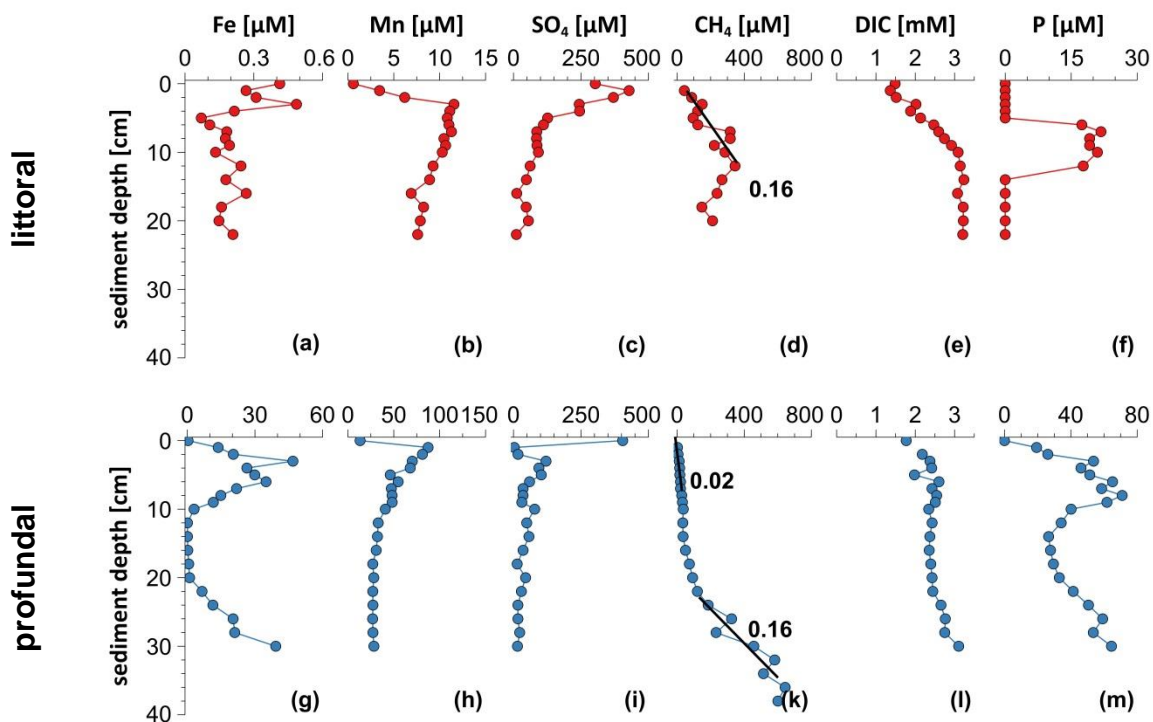 Fe [µM] Mn [µM] SO₄ [µM] CH₄ [µM] DIC [mM] P [µM]
0 0.3 0.6 0 5 10 15 0 250 500 0 400 800 0 1 2 3 0 15 30
littoral
sediment depth [cm]
0
10
20
30
40
0.16
(a) (b) (c) (d) (e) (f)
0 30 60 0 50 100 150 0 250 500 0 400 800 0 1 2 3 0 40 80
profundal
sediment depth [cm]
0
10
20
30
40
0.02
0.16
(g) (h) (i) (k) (l) (m)